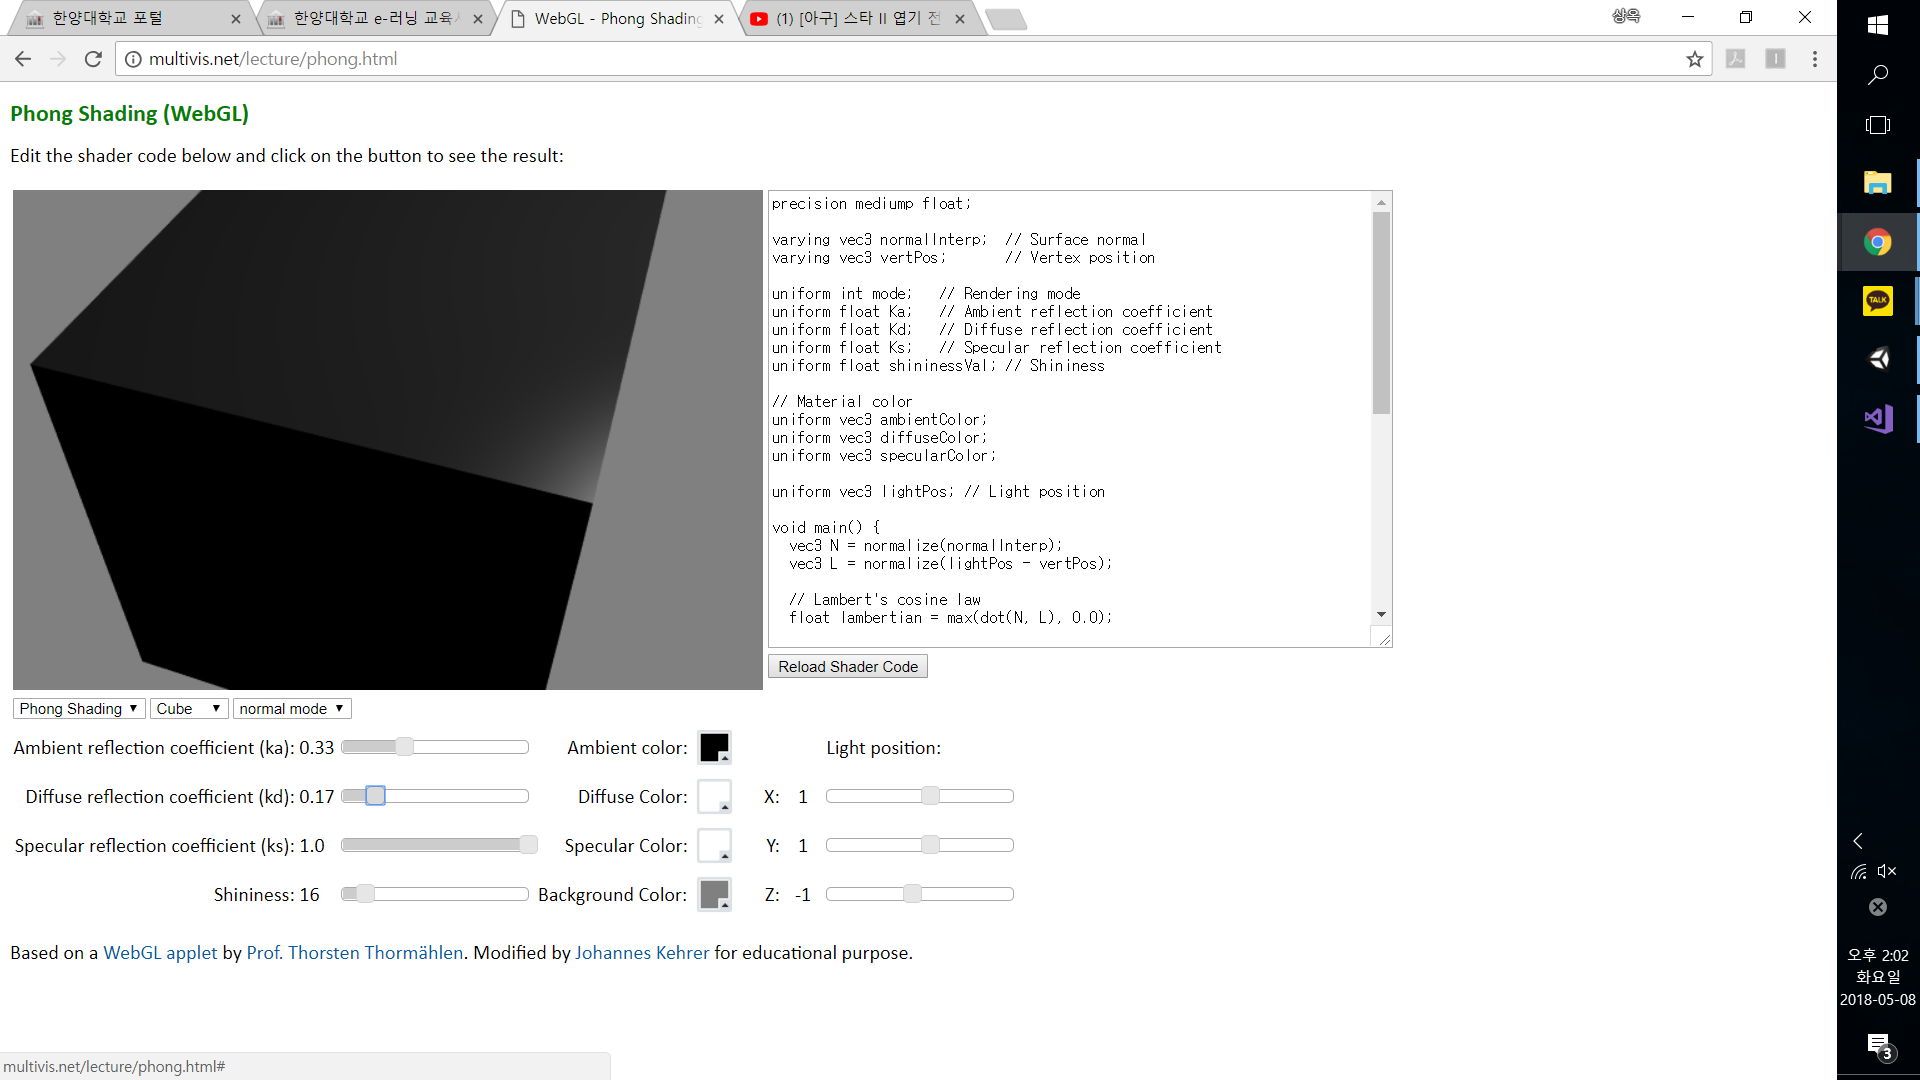 한양대학교 포털
한양대학교 e-러닝 교육
WebGL - Phong Shading
(1) [아구] 스타 II 엽기 전
상옥
multivis.net/lecture/phong.html
Phong Shading (WebGL)
Edit the shader code below and click on the button to see the result:
precision mediump float;
varying vec3 normalInterp;  // Surface normal
varying vec3 vertPos;       // Vertex position
uniform int mode;   // Rendering mode
uniform float Ka;   // Ambient reflection coefficient
uniform float Kd;   // Diffuse reflection coefficient
uniform float Ks;   // Specular reflection coefficient
uniform float shininessVal; // Shininess
// Material color
uniform vec3 ambientColor;
uniform vec3 diffuseColor;
uniform vec3 specularColor;
uniform vec3 lightPos; // Light position
void main() {
  vec3 N = normalize(normalInterp);
  vec3 L = normalize(lightPos - vertPos);
  // Lambert's cosine law
  float lambertian = max(dot(N, L), 0.0);
Reload Shader Code
Phong Shading Cube normal mode
Ambient reflection coefficient (ka): 0.33 Ambient color: Light position:
Diffuse reflection coefficient (kd): 0.17 Diffuse Color: X: 1
Specular reflection coefficient (ks): 1.0 Specular Color: Y: 1
Shininess: 16 Background Color: Z: -1
Based on a WebGL applet by Prof. Thorsten Thormählen. Modified by Johannes Kehrer for educational purpose.
multivis.net/lecture/phong.html#
TALK
오후 2:02
화요일
2018-05-08
3